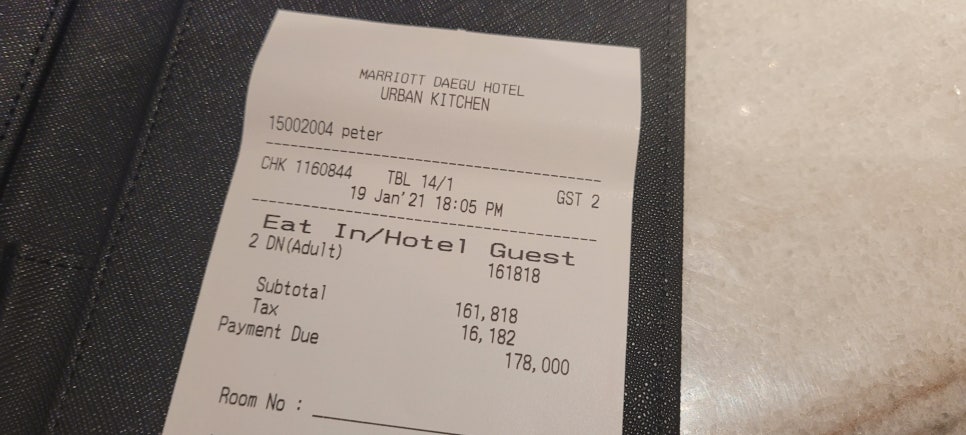 MARRIOTT DAEGU HOTEL
URBAN KITCHEN
15002004 peter
CHK 1160844 TBL 14/1 GST 2
19 Jan'21 18:05 PM
Eat In/Hotel Guest
2 DN(Adult) 161818
Subtotal 161,818
Tax 16,182
Payment Due 178,000
Room No :